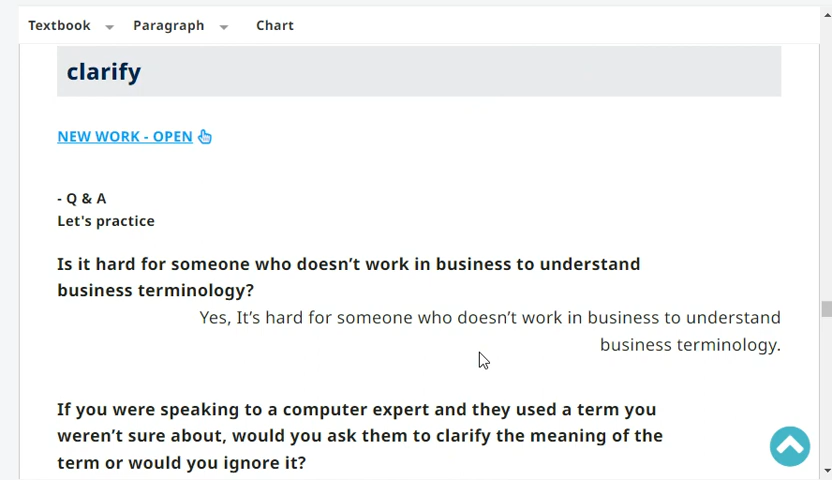 Textbook Paragraph Chart
clarify
NEW WORK - OPEN
- Q & A
Let's practice
Is it hard for someone who doesn’t work in business to understand
business terminology?
Yes, It’s hard for someone who doesn’t work in business to understand
business terminology.
If you were speaking to a computer expert and they used a term you
weren’t sure about, would you ask them to clarify the meaning of the
term or would you ignore it?